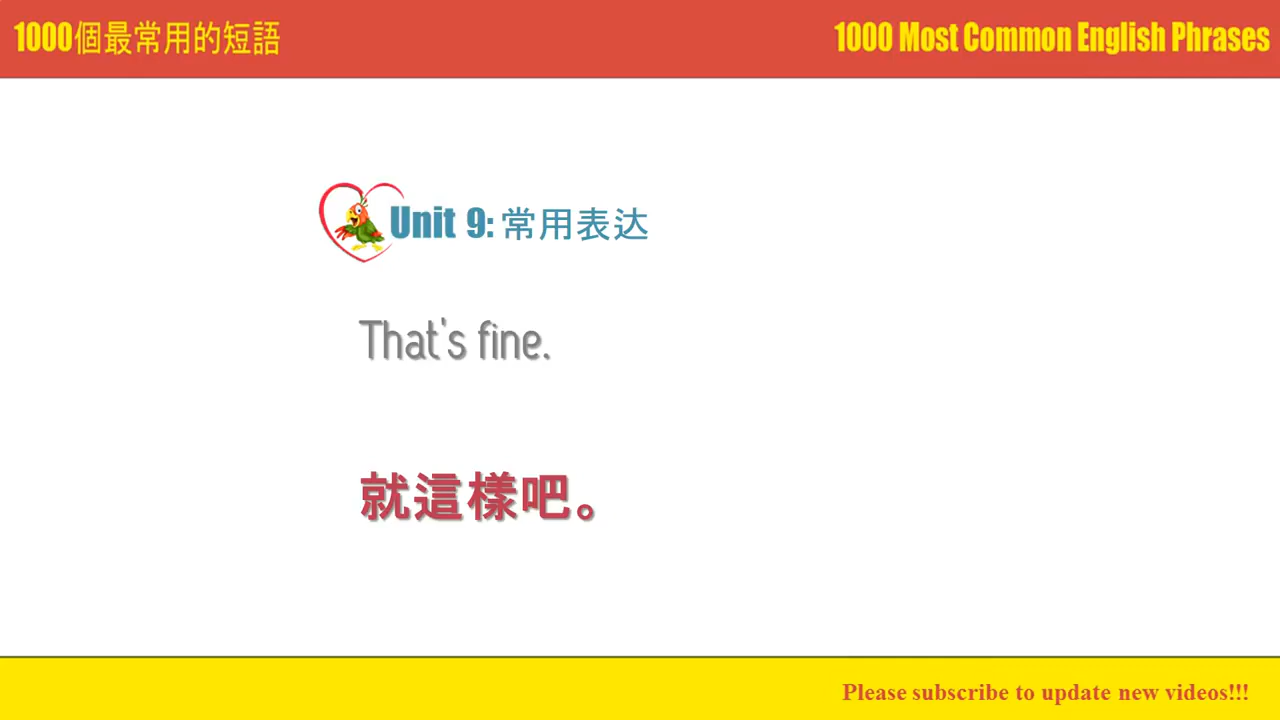 1000個最常用的短語
1000 Most Common English Phrases
Unit 9: 常用表达
That's fine.
就這樣吧。
Please subscribe to update new videos!!!